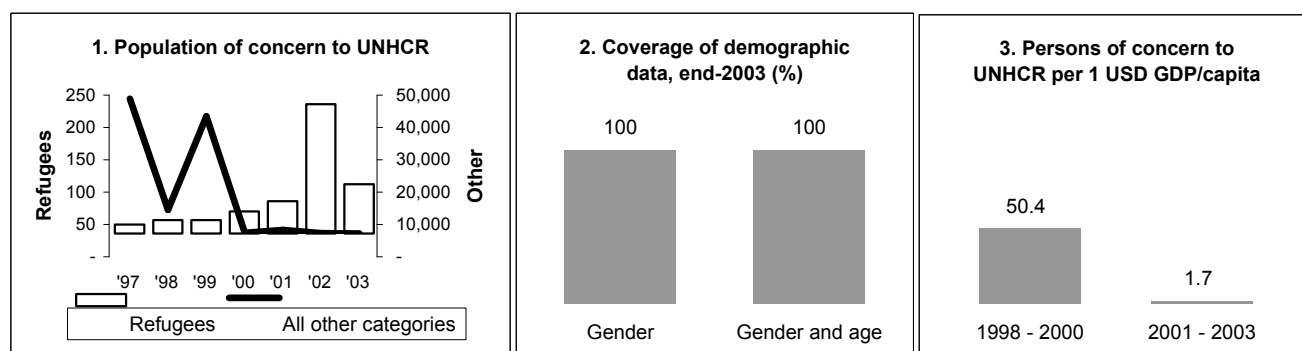 1. Population of concern to UNHCR
250
200
150
100
50
-
Refugees
50,000
40,000
30,000
20,000
10,000
-
Other
'97 '98 '99 '00 '01 '02 '03
Refugees All other categories
2. Coverage of demographic
data, end-2003 (%)
100 100
Gender Gender and age
3. Persons of concern to
UNHCR per 1 USD GDP/capita
50.4
1.7
1998 - 2000 2001 - 2003